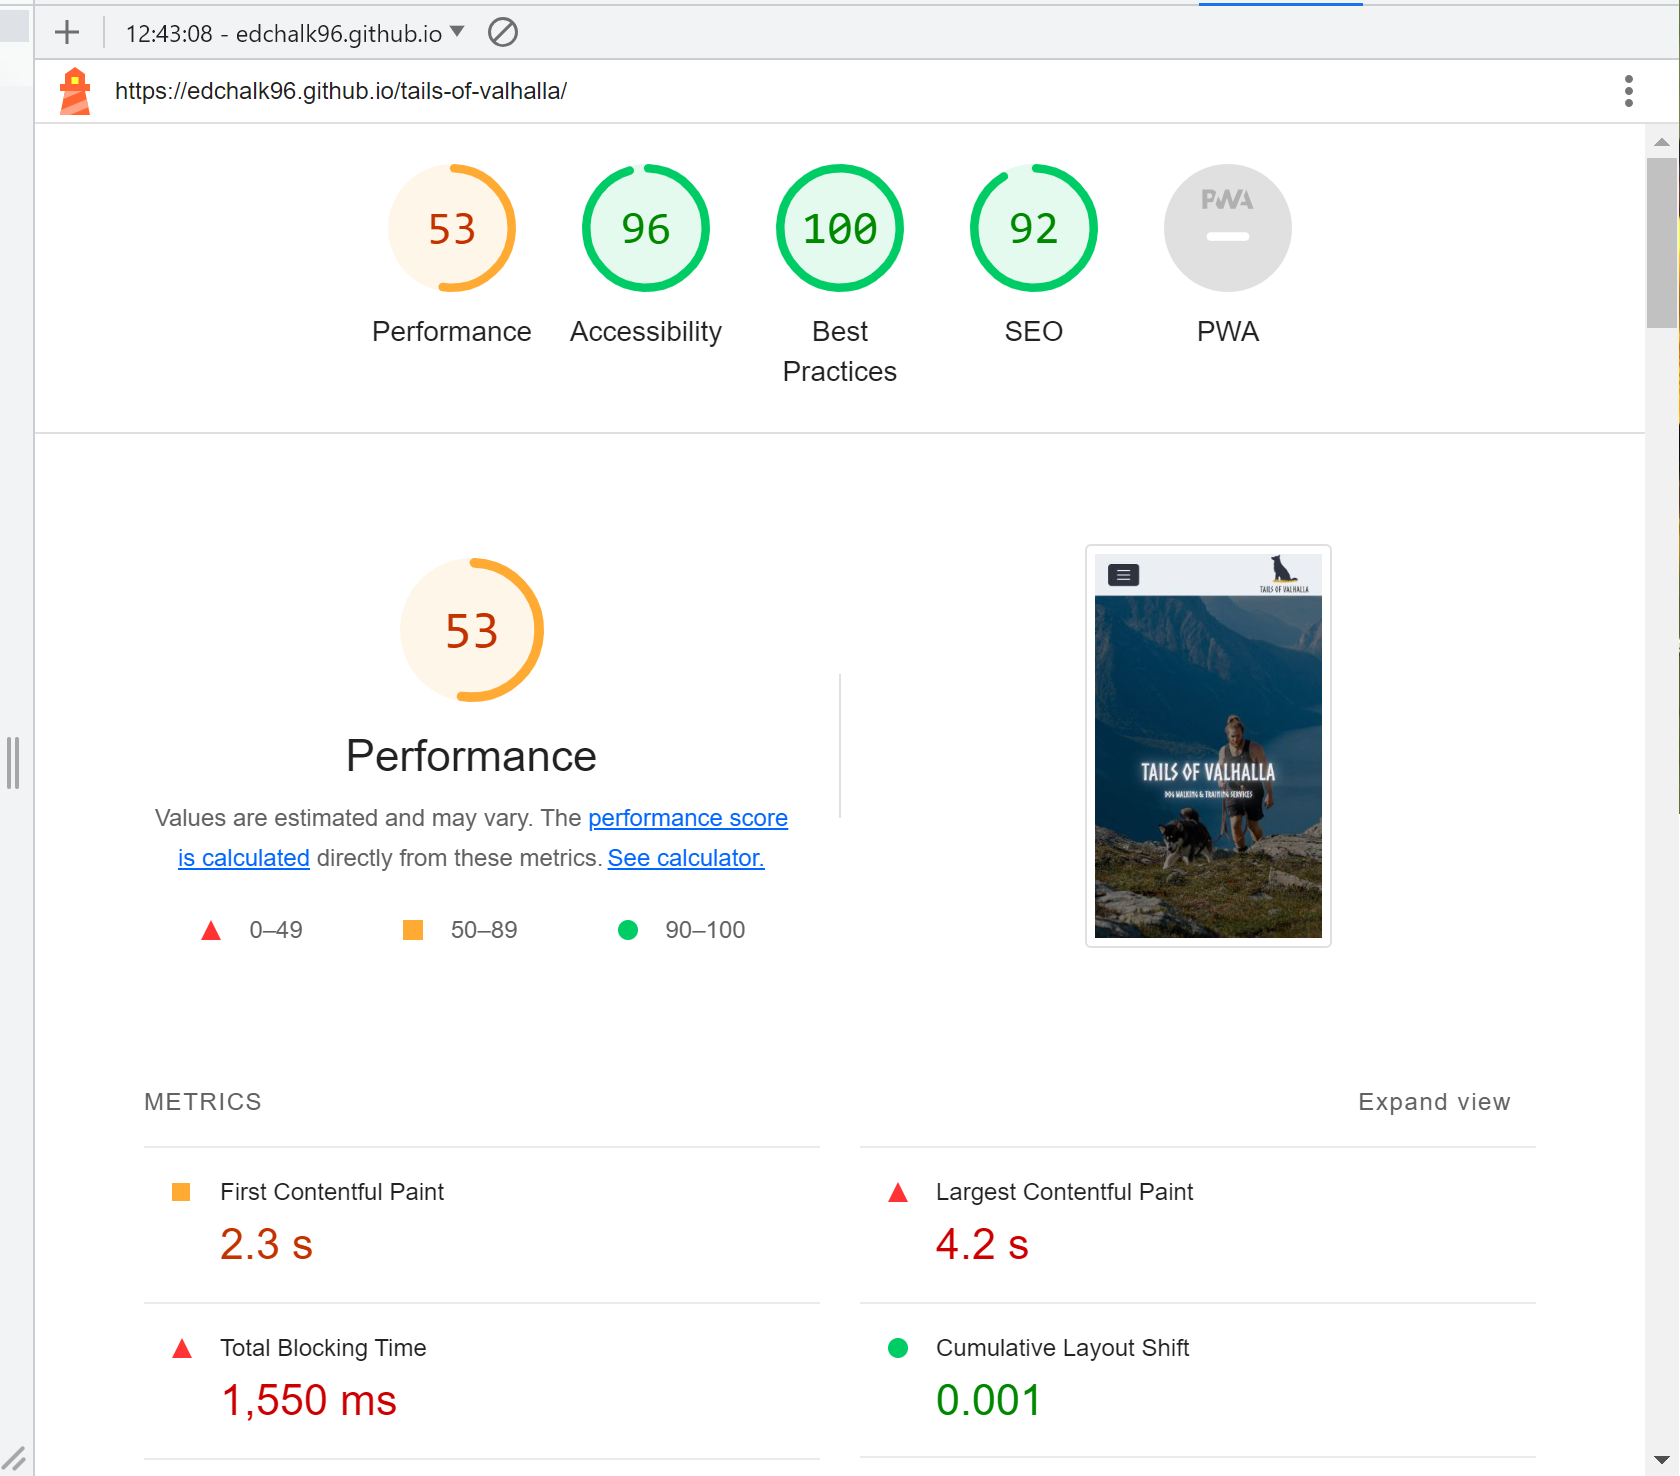 12:43:08 - edchalk96.github.io
https://edchalk96.github.io/tails-of-valhalla/
53
96
100
92
PWA
Performance
Accessibility
Best
Practices
SEO
PWA
53
Performance
Values are estimated and may vary. The performance score
is calculated directly from these metrics. See calculator.
0–49
50–89
90–100
TAILS OF VALHALLA
TAILS OF VALHALLA
DOG WALKING & TRAINING SERVICES
METRICS
Expand view
First Contentful Paint
2.3 s
Largest Contentful Paint
4.2 s
Total Blocking Time
1,550 ms
Cumulative Layout Shift
0.001